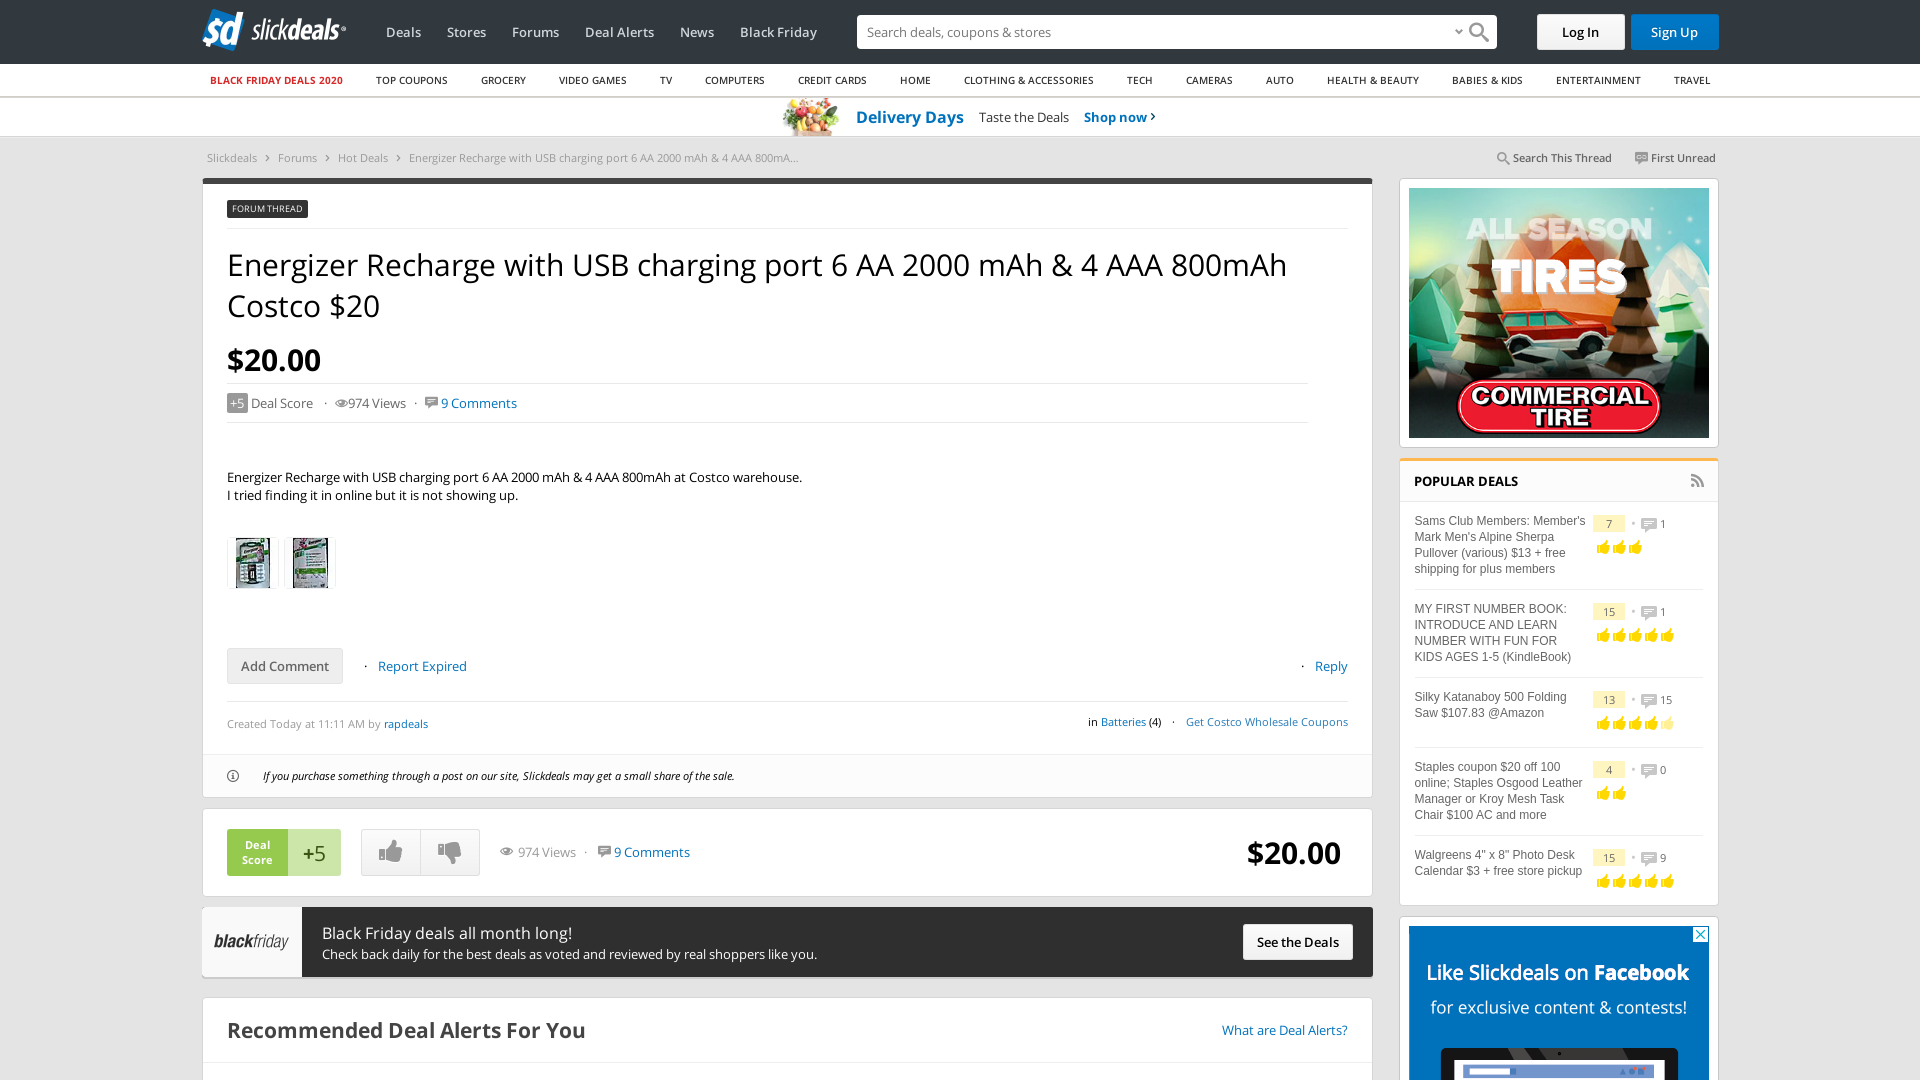 slickdeals
Deals
Stores
Forums
Deal Alerts
News
Black Friday
Search deals, coupons & shopping
Log In
Sign Up
BLACK FRIDAY DEALS 2020
TOP COUPONS
GROCERY
VIDEO GAMES
TV
COMPUTERS
CREDIT CARDS
HOME
CLOTHING & ACCESSORIES
TECH
CAMERAS
AUTO
HEALTH & BEAUTY
BABIES & KIDS
ENTERTAINMENT
TRAVEL
Delivery Days Taste the Deals Shop now ›
Slickdeals › Forums › Hot Deals › Energizer Recharge with USB charging port 6 AA 2000 mAh & 4 AAA 800mA...
Search This Thread
First Unread
FORUM THREAD
Energizer Recharge with USB charging port 6 AA 2000 mAh & 4 AAA 800mAh
Costco $20
$20.00
+5 Deal Score · 974 Views · 9 Comments
Energizer Recharge with USB charging port 6 AA 2000 mAh & 4 AAA 800mAh at Costco warehouse.
I tried finding it in online but it is not showing up.
Add Comment · Report Expired
· Reply
Created Today at 11:11 AM by rapdeals
in Batteries (4) · Get Costco Wholesale Coupons
If you purchase something through a post on our site, Slickdeals may get a small share of the sale.
Deal
Score
+5
974 Views · 9 Comments
$20.00
blackfriday
Black Friday deals all month long!
Check back daily for the best deals as voted and reviewed by real shoppers like you.
See the Deals
Recommended Deal Alerts For You
What are Deal Alerts?
ALL SEASON
TIRES
COMMERCIAL
TIRE
POPULAR DEALS
Sams Club Members: Member's
Mark Men's Alpine Sherpa
Pullover (various) $13 + free
shipping for plus members
7 • 1
MY FIRST NUMBER BOOK:
INTRODUCE AND LEARN
NUMBER WITH FUN FOR
KIDS AGES 1-5 (KindleBook)
15 • 1
Silky Katanaboy 500 Folding
Saw $107.83 @Amazon
13 • 15
Staples coupon $20 off 100
online; Staples Osgood Leather
Manager or Kroy Mesh Task
Chair $100 AC and more
4 • 0
Walgreens 4" x 8" Photo Desk
Calendar $3 + free store pickup
15 • 9
Like Slickdeals on Facebook
for exclusive content & contests!